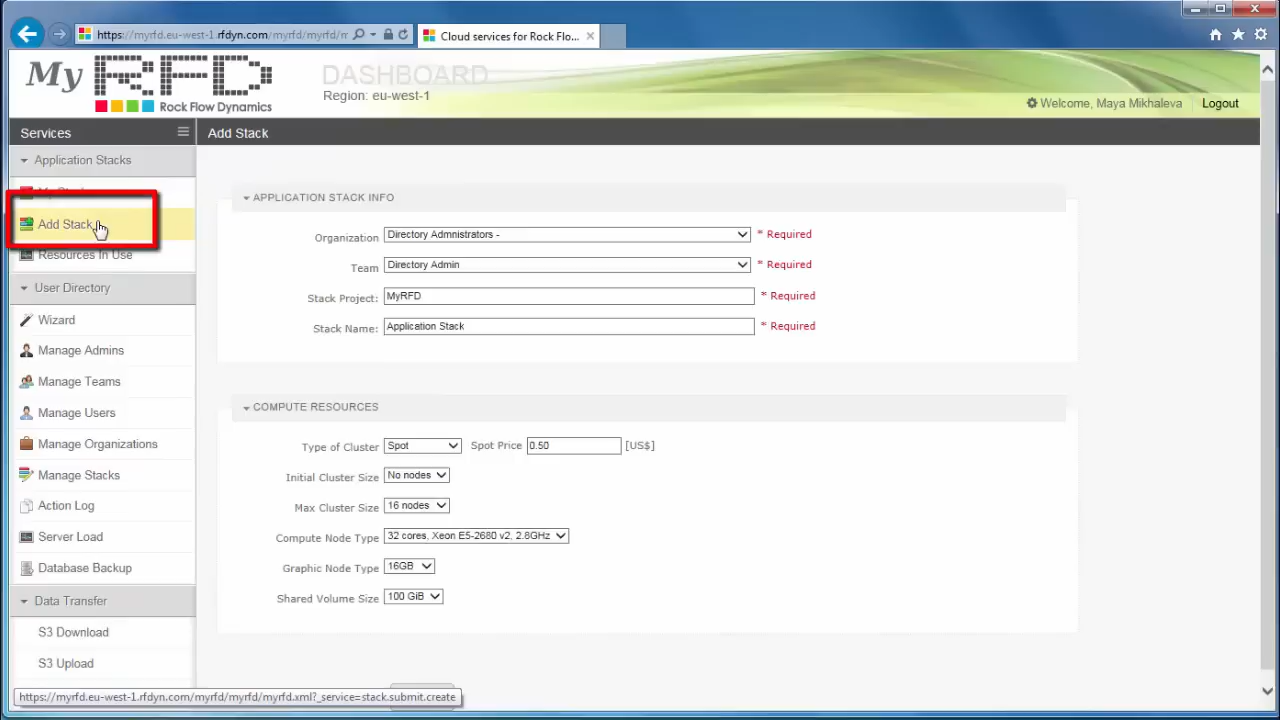 https://myrfd.eu-west-1.rfdyn.com/myrfd/myrfd/m
Cloud services for Rock Flo...
My RFD
Rock Flow Dynamics
DASHBOARD
Region: eu-west-1
Welcome, Maya Mikhaleva
Logout
Services
Add Stack
Application Stacks
Add Stack
Resources In Use
User Directory
Wizard
Manage Admins
Manage Teams
Manage Users
Manage Organizations
Manage Stacks
Action Log
Server Load
Database Backup
Data Transfer
S3 Download
S3 Upload
APPLICATION STACK INFO
Organization Directory Admnistrators - * Required
Team Directory Admin * Required
Stack Project: MyRFD * Required
Stack Name: Application Stack * Required
COMPUTE RESOURCES
Type of Cluster Spot Spot Price 0.50 [US$]
Initial Cluster Size No nodes
Max Cluster Size 16 nodes
Compute Node Type 32 cores, Xeon E5-2680 v2, 2.8GHz
Graphic Node Type 16GB
Shared Volume Size 100 GiB
https://myrfd.eu-west-1.rfdyn.com/myrfd/myrfd/myrfd.xml?_service=stack.submit.create